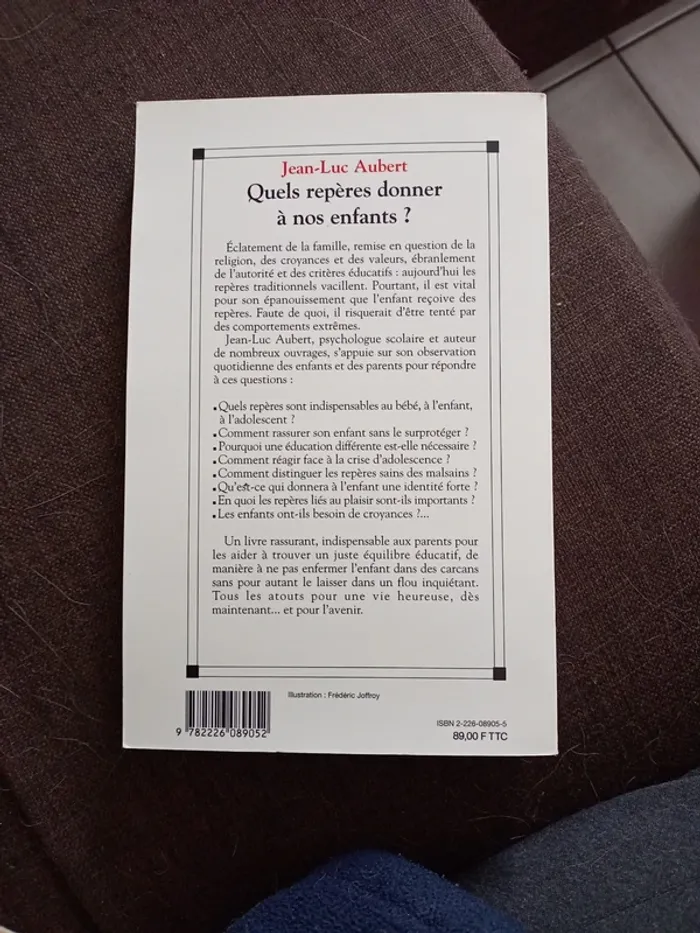 Jean-Luc Aubert
Quels repères donner
à nos enfants ?
Éclatement de la famille, remise en question de la
religion, des croyances et des valeurs, ébranlement
de l'autorité et des critères éducatifs : aujourd'hui les
repères traditionnels vacillent. Pourtant, il est vital
pour son épanouissement que l'enfant reçoive des
repères. Faute de quoi, il risquerait d'être tenté par
des comportements extrêmes.
Jean-Luc Aubert, psychologue scolaire et auteur
de nombreux ouvrages, s'appuie sur son observation
quotidienne des enfants et des parents pour répondre
à ces questions :
• Quels repères sont indispensables au bébé, à l'enfant,
à l'adolescent ?
• Comment rassurer son enfant sans le surprotéger ?
• Pourquoi une éducation différente est-elle nécessaire ?
• Comment réagir face à la crise d'adolescence ?
• Comment distinguer les repères sains des malsains ?
• Qu'est-ce qui donnera à l'enfant une identité forte ?
• En quoi les repères liés au plaisir sont-ils importants ?
• Les enfants ont-ils besoin de croyances ?...
Un livre rassurant, indispensable aux parents pour
les aider à trouver un juste équilibre éducatif, de
manière à ne pas enfermer l'enfant dans des carcans
sans pour autant le laisser dans un flou inquiétant.
Tous les atouts pour une vie heureuse, dès
maintenant... et pour l'avenir.
Illustration : Frédéric Joffroy
9 782226 089052
ISBN 2-226-08905-5
89,00 F TTC